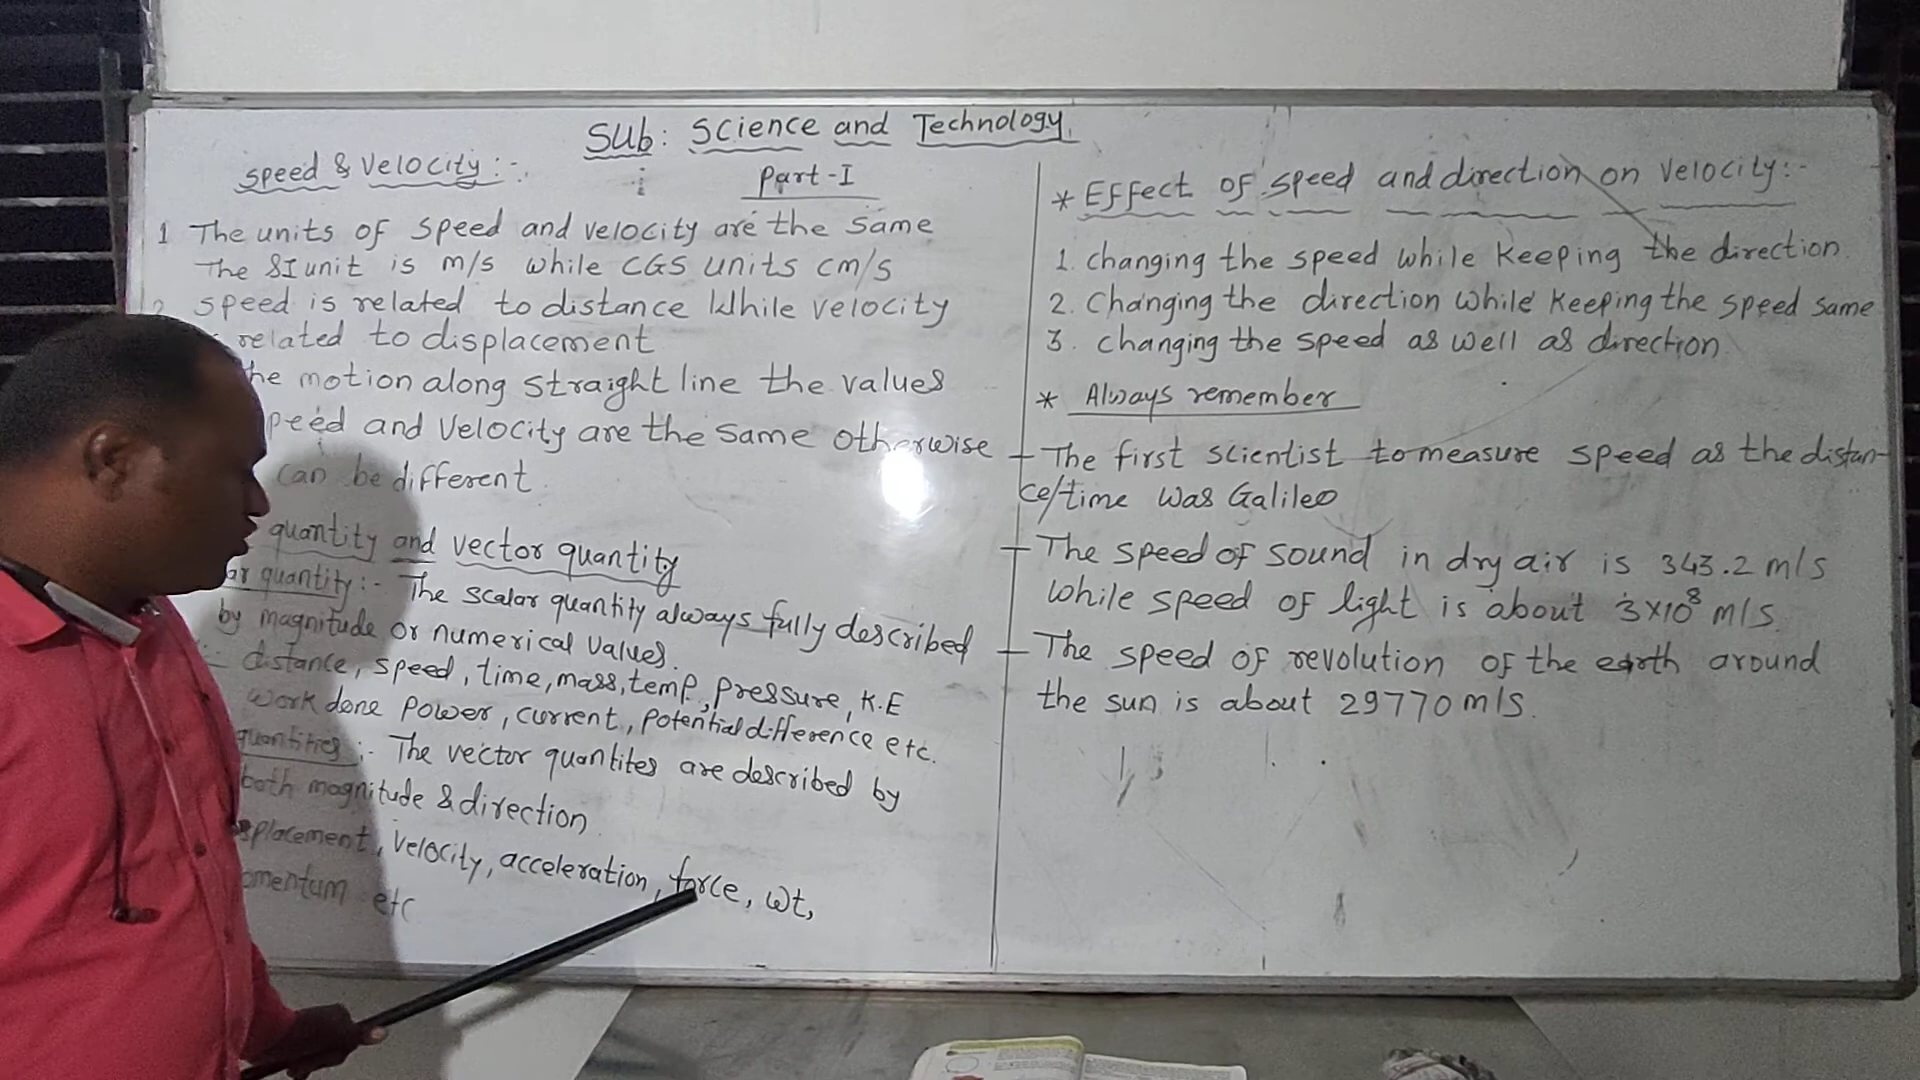 Sub: Science and Technology.
Part-I
Speed & Velocity:-
1 The units of speed and velocity are the same
The SI unit is m/s while CGS units cm/s
2 speed is related to distance While velocity
related to displacement
he motion along straight line the values
peed and velocity are the same otherwise
can be different.
quantity and vector quantity
ar quantity:- The scalar quantity always fully described
by magnitude or numerical values.
:- distance, speed, time, mass, temp, pressure, K.E
work done power, current, potential difference etc.
quantities:- The vector quantites are described by
both magnitude & direction.
splacement, velocity, acceleration, force, wt,
omentum etc
* Effect of speed and direction on velocity:-
1. changing the speed while keeping the direction.
2. Changing the direction while keeping the speed same
3. changing the speed as well as direction.
* Always remember
- The first scientist to measure speed as the distan-
ce/time was Galileo
- The speed of sound in dry air is 343.2 m/s
while speed of light is about 3x10⁸ m/s.
- The speed of revolution of the earth around
the sun is about 29770 m/s.